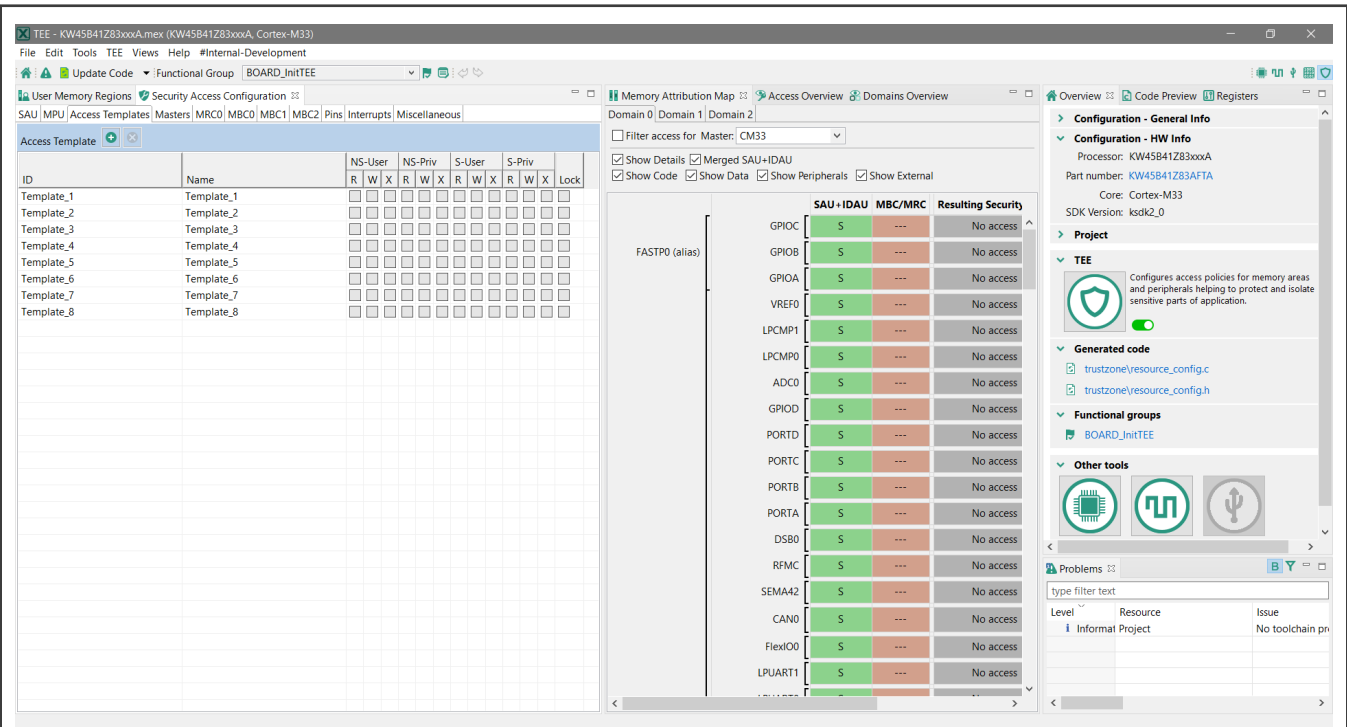 TEE - KW45B41Z83xxxA.mex (KW45B41Z83xxxA, Cortex-M33)
File Edit Tools TEE Views Help #Internal-Development
Update Code Functional Group BOARD_InitTEE
User Memory Regions Security Access Configuration
SAU MPU Access Templates Masters MRC0 MBC0 MBC1 MBC2 Pins Interrupts Miscellaneous
Access Template
NS-User NS-Priv S-User S-Priv
ID Name R W X R W X R W X R W X Lock
Template_1 Template_1
Template_2 Template_2
Template_3 Template_3
Template_4 Template_4
Template_5 Template_5
Template_6 Template_6
Template_7 Template_7
Template_8 Template_8
Memory Attribution Map Access Overview Domains Overview
Domain 0 Domain 1 Domain 2
Filter access for Master: CM33
Show Details Merged SAU+IDAU
Show Code Show Data Show Peripherals Show External
SAU+IDAU MBC/MRC Resulting Security
GPIOC S --- No access
FASTP0 (alias) GPIOB S --- No access
GPIOA S --- No access
VREF0 S --- No access
LPCMP1 S --- No access
LPCMP0 S --- No access
ADC0 S --- No access
GPIOD S --- No access
PORTD S --- No access
PORTC S --- No access
PORTB S --- No access
PORTA S --- No access
DSB0 S --- No access
RFMC S --- No access
SEMA42 S --- No access
CAN0 S --- No access
FlexIO0 S --- No access
LPUART1 S --- No access
Overview Code Preview Registers
Configuration - General Info
Configuration - HW Info
Processor: KW45B41Z83xxxA
Part number: KW45B41Z83AFTA
Core: Cortex-M33
SDK Version: ksdk2_0
Project
TEE
Configures access policies for memory areas
and peripherals helping to protect and isolate
sensitive parts of application.
Generated code
trustzone\resource_config.c
trustzone\resource_config.h
Functional groups
BOARD_InitTEE
Other tools
Problems
B
type filter text
Level Resource Issue
Informat Project No toolchain pr